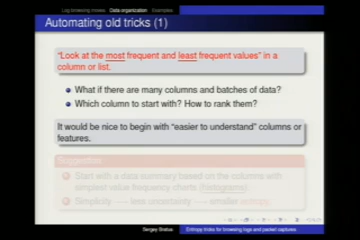 Log browsing moves Data organization Examples
Automating old tricks (1)
"Look at the most frequent and least frequent values" in a
column or list.
What if there are many columns and batches of data?
Which column to start with? How to rank them?
It would be nice to begin with "easier to understand" columns or
features.
Suggestion
Start with a data summary based on the columns with
simplest value frequency charts (histograms).
Simplicity → less uncertainty → smaller entropy
Sergey Bratus Entropy tricks for browsing logs and packet captures